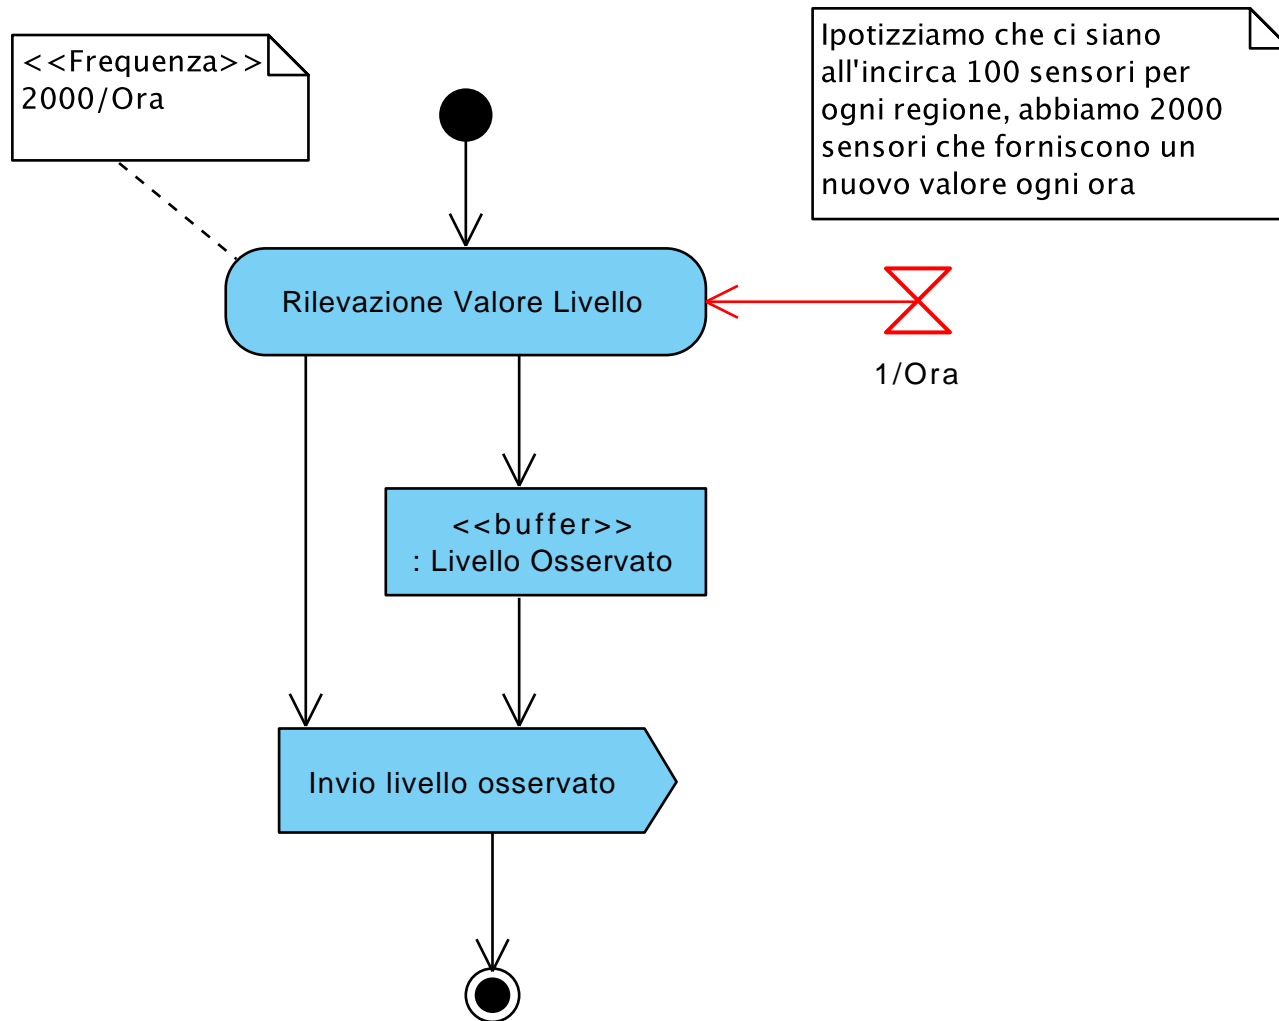 <<Frequenza>>
2000/Ora
Ipotizziamo che ci siano
all'incirca 100 sensori per
ogni regione, abbiamo 2000
sensori che forniscono un
nuovo valore ogni ora
Rilevazione Valore Livello
1/Ora
<<buffer>>
: Livello Osservato
Invio livello osservato